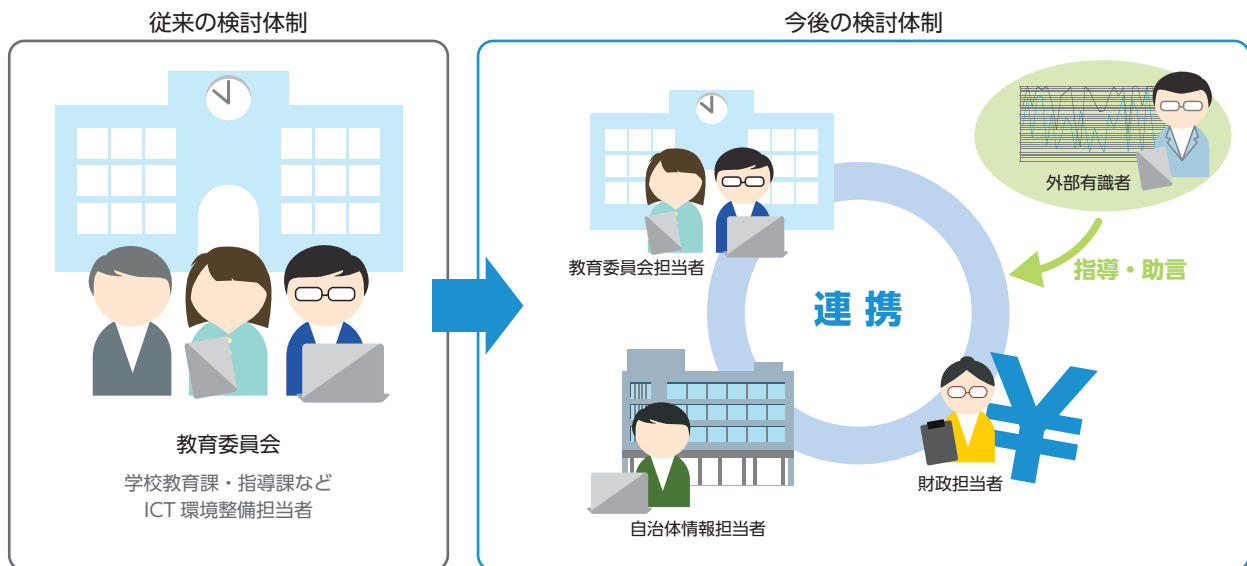 従来の検討体制
教育委員会
学校教育課・指導課など
ICT 環境整備担当者
今後の検討体制
教育委員会担当者
外部有識者
指導・助言
連携
自治体情報担当者
財政担当者
¥